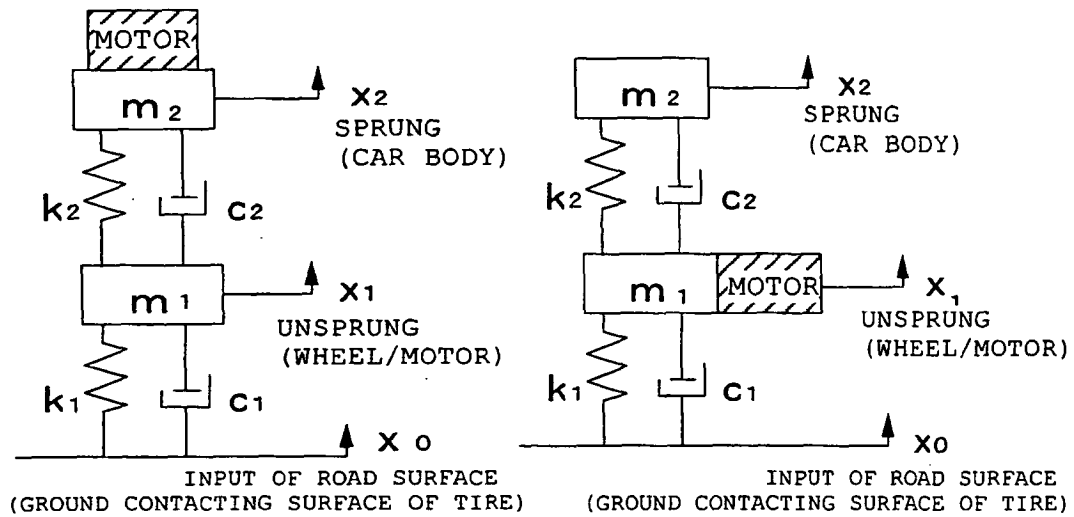 MOTOR
m2
x2
SPRUNG
(CAR BODY)
k2
c2
m1
x1
UNSPRUNG
(WHEEL/MOTOR)
k1
c1
x0
INPUT OF ROAD SURFACE
(GROUND CONTACTING SURFACE OF TIRE)
m2
x2
SPRUNG
(CAR BODY)
k2
c2
m1
MOTOR
x1
UNSPRUNG
(WHEEL/MOTOR)
k1
c1
x0
INPUT OF ROAD SURFACE
(GROUND CONTACTING SURFACE OF TIRE)